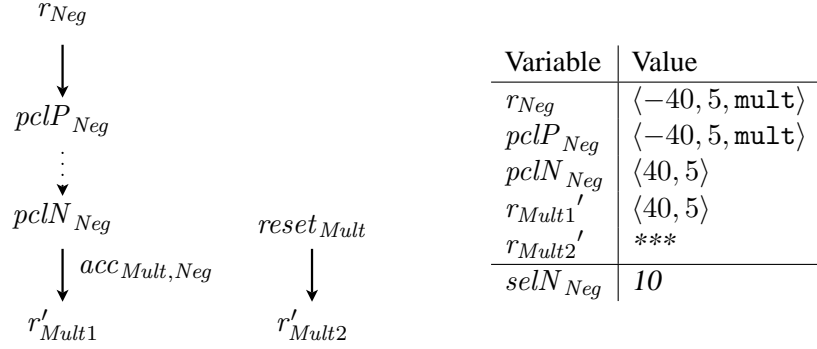 r_Neg
pclP_Neg
pclN_Neg
reset_Mult
acc_Mult,Neg
r′_Mult1
r′_Mult2
Variable Value
r_Neg ⟨−40, 5, mult⟩
pclP_Neg ⟨−40, 5, mult⟩
pclN_Neg ⟨40, 5⟩
r_Mult1′ ⟨40, 5⟩
r_Mult2′ ***
selN_Neg 10